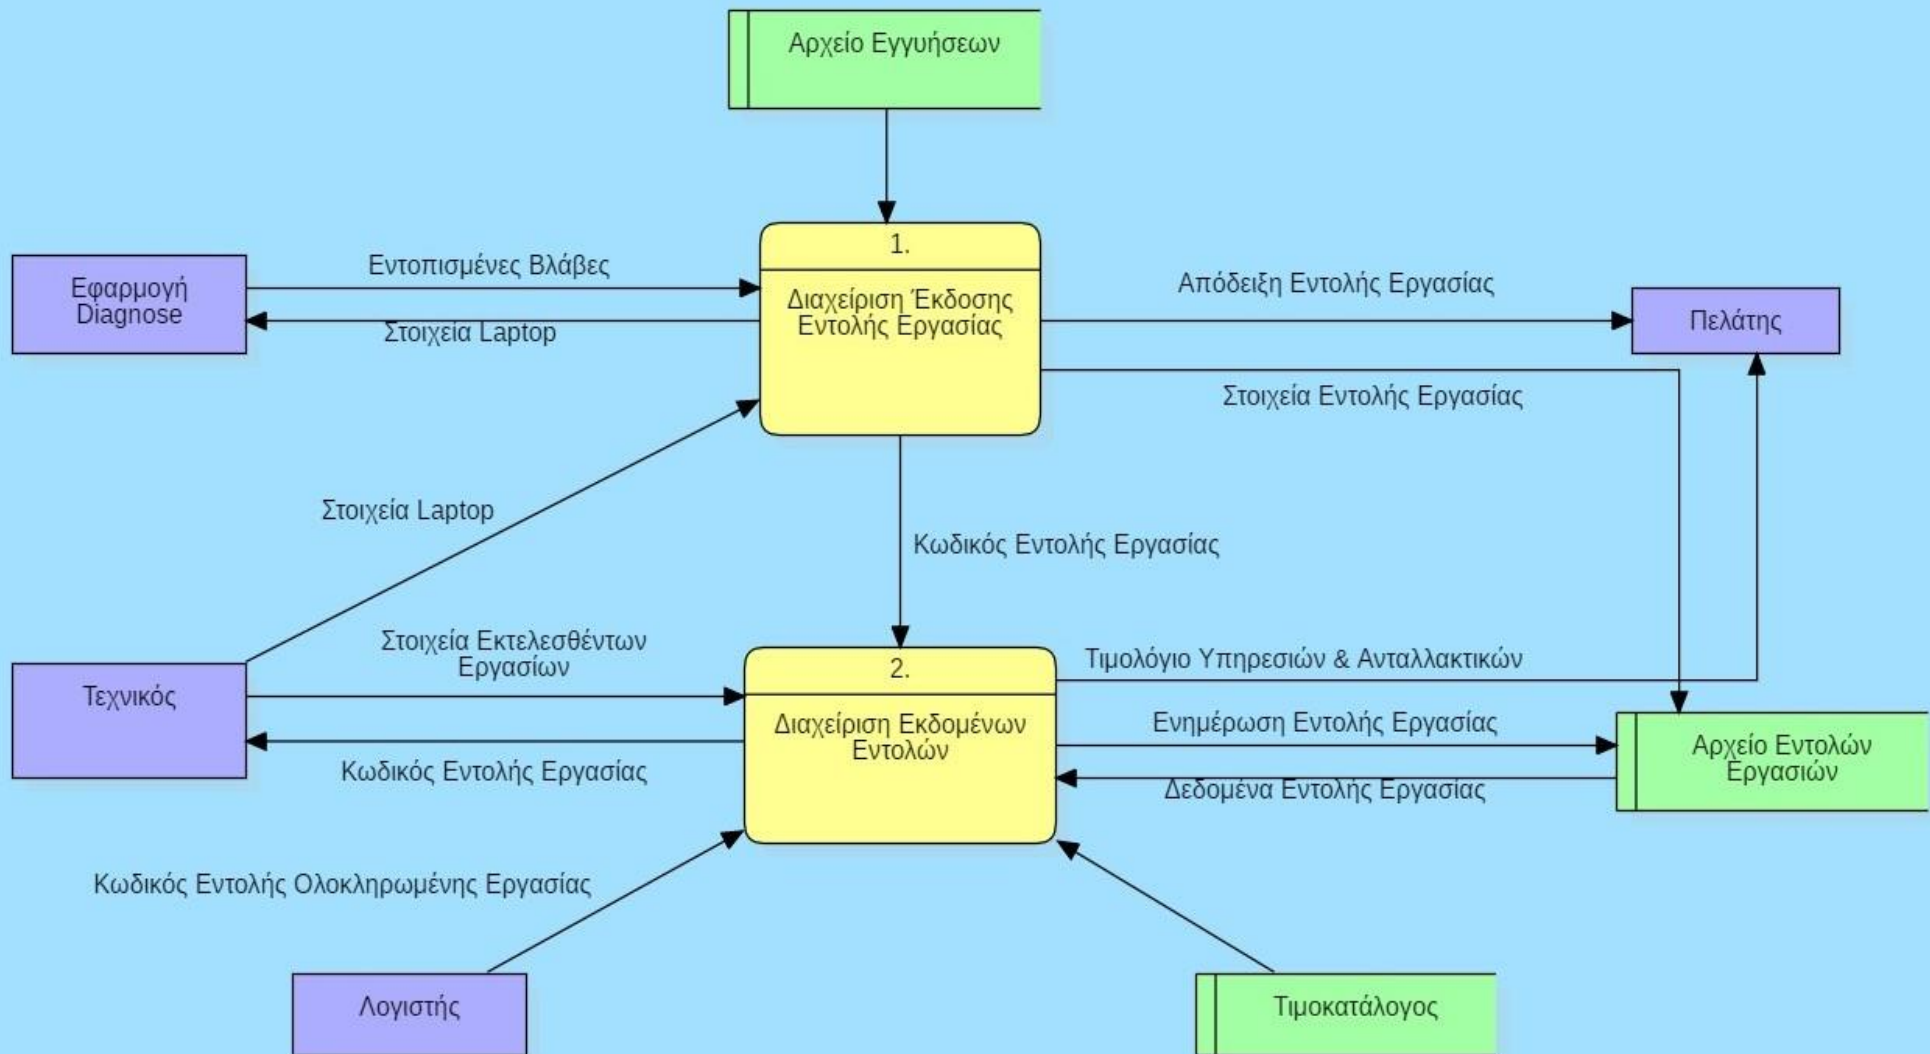 Αρχείο Εγγυήσεων
1.
Διαχείριση Έκδοσης
Εντολής Εργασίας
Εφαρμογή
Diagnose
Εντοπισμένες Βλάβες
Στοιχεία Laptop
Απόδειξη Εντολής Εργασίας
Πελάτης
Στοιχεία Εντολής Εργασίας
Στοιχεία Laptop
Κωδικός Εντολής Εργασίας
Στοιχεία Εκτελεσθέντων
Εργασίων
Τεχνικός
Κωδικός Εντολής Εργασίας
2.
Διαχείριση Εκδομένων
Εντολών
Τιμολόγιο Υπηρεσιών & Ανταλλακτικών
Ενημέρωση Εντολής Εργασίας
Δεδομένα Εντολής Εργασίας
Αρχείο Εντολών
Εργασιών
Κωδικός Εντολής Ολοκληρωμένης Εργασίας
Λογιστής
Τιμοκατάλογος